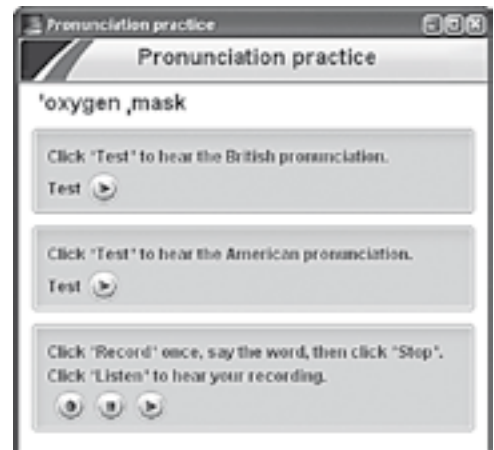 Pronunciation practice
Pronunciation practice
'oxygen ,mask
Click "Test" to hear the British pronunciation.
Test
Click "Test" to hear the American pronunciation.
Test
Click "Record" once, say the word, then click "Stop".
Click "Listen" to hear your recording.